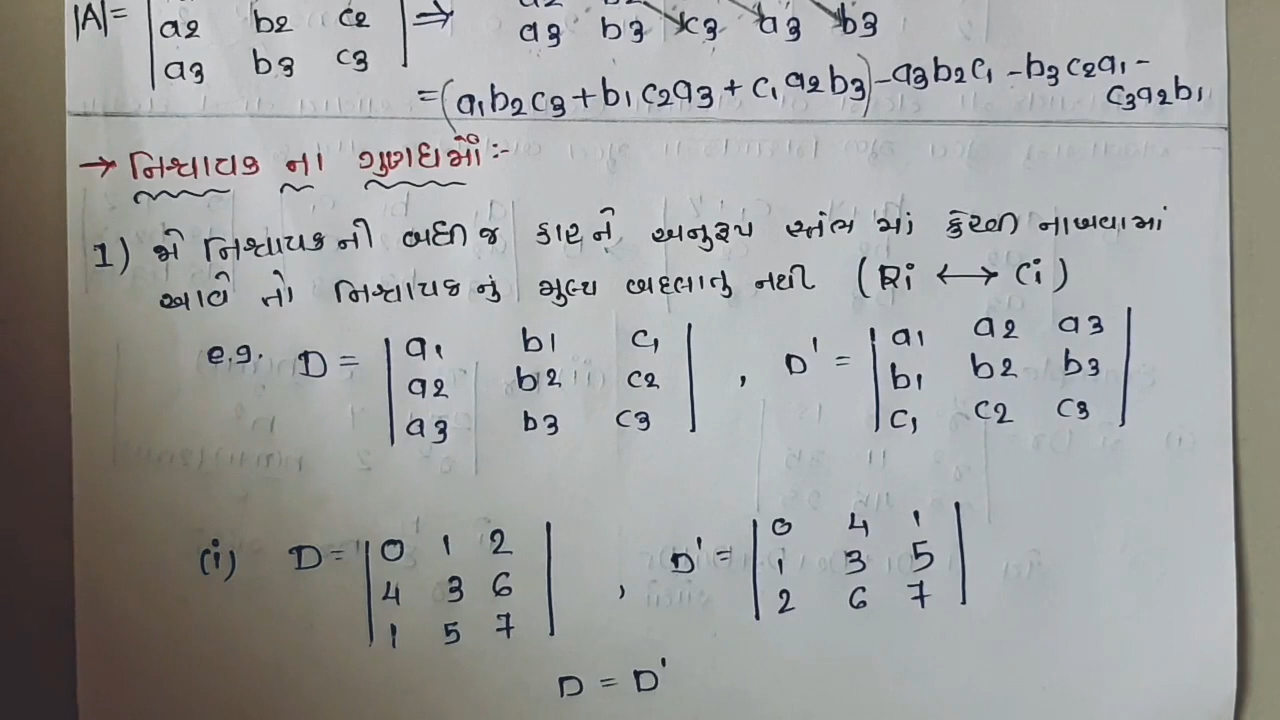 |A| = | a2 b2 c2 | ⇒ a3 b3 c3 a3 b3
a3 b3 c3
= (a1b2c3 + b1c2a3 + c1a2b3) - a3b2c1 - b3c2a1 -
c3a2b1
→ નિશ્ચાયક ના ગુણધર્મો :-
1) જો નિશ્ચાયક ની બધી જ હાર ને અનુરૂપ સ્તંભ માં ફેરવી નાખવામાં
આવે તો નિશ્ચાયક નું મુલ્ય બદલાતુ નથી (Ri ⟷ Ci)
e.g. D = | a1 b1 c1 | , D' = | a1 a2 a3 |
a2 b2 c2 b1 b2 b3
a3 b3 c3 c1 c2 c3
(i) D = | 0 1 2 | , D' = | 0 4 1 |
4 3 6 1 3 5
1 5 7 2 6 7
D = D'